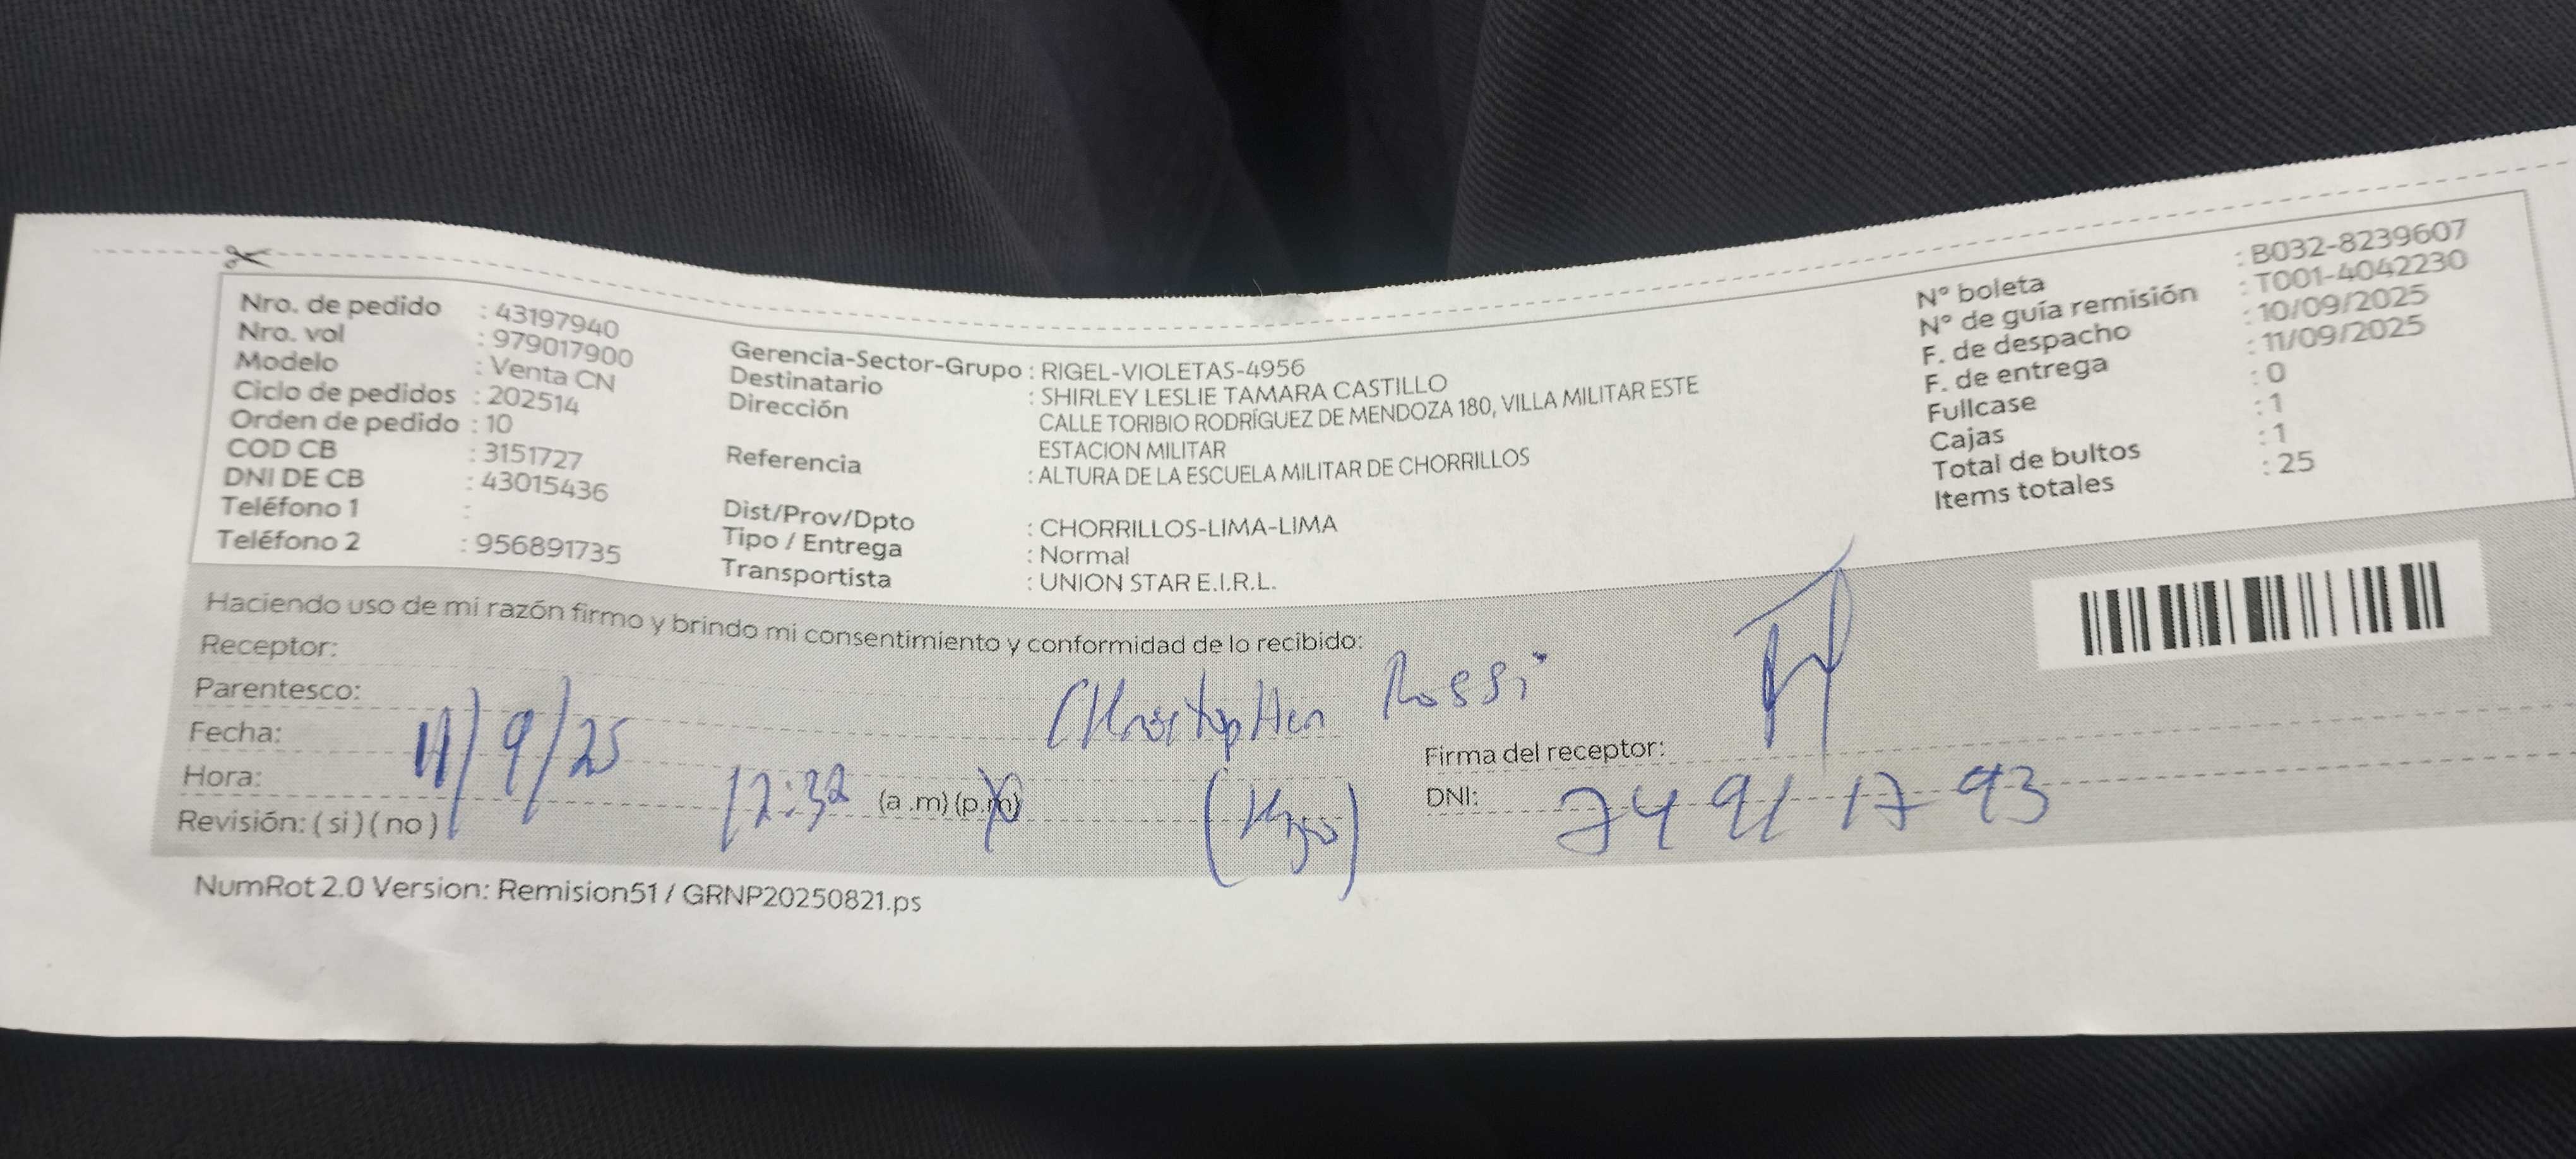 Nro. de pedido : 43197940
Nro. vol : 979017900
Modelo : Venta CN
Ciclo de pedidos : 202514
Orden de pedido : 10
COD CB : 3151727
DNI DE CB : 43015436
Teléfono 1 :
Teléfono 2 : 956891735
Gerencia-Sector-Grupo : RIGEL-VIOLETAS-4956
Destinatario : SHIRLEY LESLIE TAMARA CASTILLO
Dirección CALLE TORIBIO RODRÍGUEZ DE MENDOZA 180, VILLA MILITAR ESTE
ESTACION MILITAR
Referencia : ALTURA DE LA ESCUELA MILITAR DE CHORRILLOS
Dist/Prov/Dpto : CHORRILLOS-LIMA-LIMA
Tipo / Entrega : Normal
Transportista : UNION STAR E.I.R.L.
N° boleta : B032-8239607
N° de guía remisión : T001-4042230
F. de despacho : 10/09/2025
F. de entrega : 11/09/2025
Fullcase : 0
Cajas : 1
Total de bultos : 1
Items totales : 25
Haciendo uso de mi razón firmo y brindo mi consentimiento y conformidad de lo recibido:
Receptor: Christopher Rossi
Parentesco: (Hijo)
Fecha: 11/9/25
Hora: 12:32 (a.m) (p.m)
Revisión: ( si ) ( no )
Firma del receptor:
DNI: 74911793
NumRot 2.0 Version: Remision51 / GRNP20250821.ps